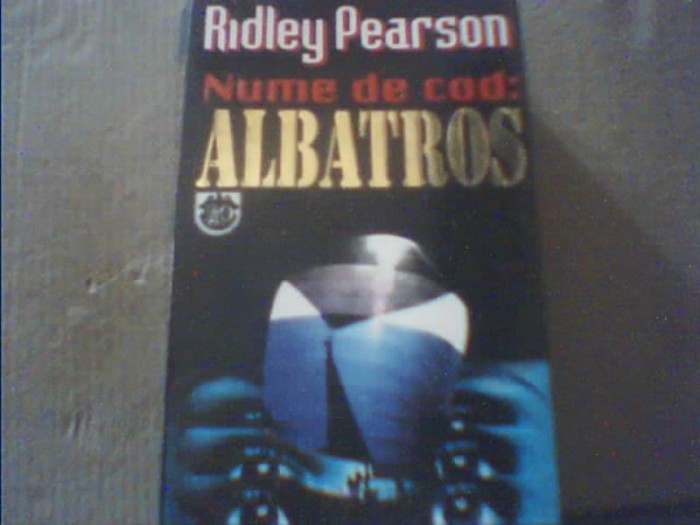 Ridley Pearson
Nume de cod:
ALBATROS